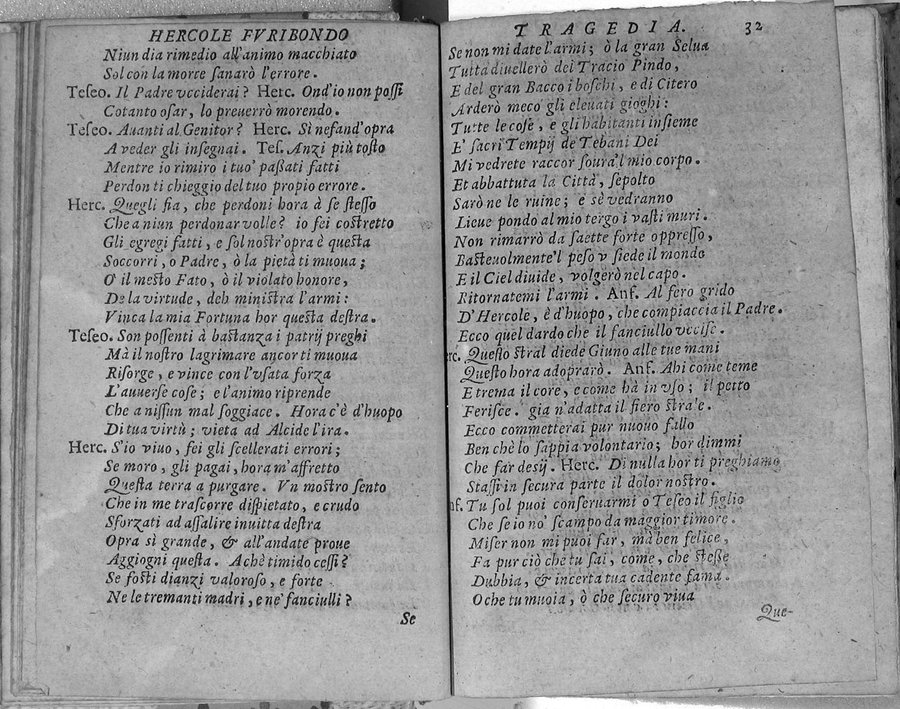 HERCOLE FVRIBONDO
Niun dia rimedio all'animo macchiato
Sol con la morte sanarò l'errore.
Teseo. Il Padre vcciderai? Herc. Ond'io non possi
Cotanto osar, lo preuerrò morendo.
Teseo. Auanti al Genitor? Herc. Sì nefand'opra
A veder gli insegnai. Tes. Anzi più tosto
Mentre io rimiro i tuo' paßati fatti
Perdon ti chieggio del tuo propio errore.
Herc. Quegli fia, che perdoni hora à se steſſo
Che a niun perdonar volle? io fei costretto
Gli egregi fatti, e sol nostr'opra è questa
Soccorri, o Padre, ò la pietà ti muoua;
O' il mesto Fato, ò il violato honore,
De la virtude, deh ministra l'armi:
Vinca la mia Fortuna hor questa destra.
Teseo. Son possenti à bastanza i patrij preghi
Mà il nostro lagrimare ancor ti muoua
Risorge, e vince con l'vsata forza
L'auuerse cose; e l'animo riprende
Che a nissun mal soggiace. Hora c'è d'huopo
Di tua virtù; vieta ad Alcide l'ira.
Herc. S'io viuo, fei gli scellerati errori;
Se moro, gli pagai, hora m'affretto
Questa terra a purgare. Vn mostro sento
Che in me trascorre dispietato, e crudo
Sforzati ad assalire inuitta destra
Opra sì grande, & all'andate proue
Aggiogni questa. A chè timido cessi?
Se fosti dianzi valoroso, e forte
Ne le tremanti madri, e ne' fanciulli?
Se
TRAGEDIA. 32
Se non mi date l'armi; ò la gran Selua
Tutta diuellerò del Tracio Pindo,
E del gran Bacco i boschi, e di Citero
Arderò meco gli eleuati gioghi:
Tutte le cose, e gli habitanti insieme
E' sacri Tempij de Tebani Dei
Mi vedrete raccor soura'l mio corpo.
Et abbattuta la Città, sepolto
Sarò ne le ruine; e sè vedranno
Lieue pondo al mio tergo i vasti muri.
Non rimarrò da saette forte oppresso,
Basteuolmente'l peso v siede il mondo
E il Ciel diuide, volgerò nel capo.
Ritornatemi l'armi. Anf. Al fero grido
D'Hercole, è d'huopo, che compiaccia il Padre.
Ecco quel dardo che il fanciullo vccise.
rc. Questo stral diede Giuno alle tue mani
Questo hora adoprarò. Anf. Ahi come teme
E trema il core, e come hà in vso; il petto
Ferisce. gia n'adatta il fiero stra'e.
Ecco commetterai pur nuouo fallo
Ben chè lo sappia volontario; hor dimmi
Che far desij. Herc. Di nulla hor ti preghiamo
Stassi in secura parte il dolor nostro.
nf. Tu sol puoi conseruarmi o Teseo il figlio
Che se io nò scampo da maggior timore.
Miser non mi puoi far, mà ben felice,
Fa pur ciò chè tu sai, come, che steße
Dubbia, & incerta tua cadente fama.
O che tu muoia, ò che securo viua
Que-